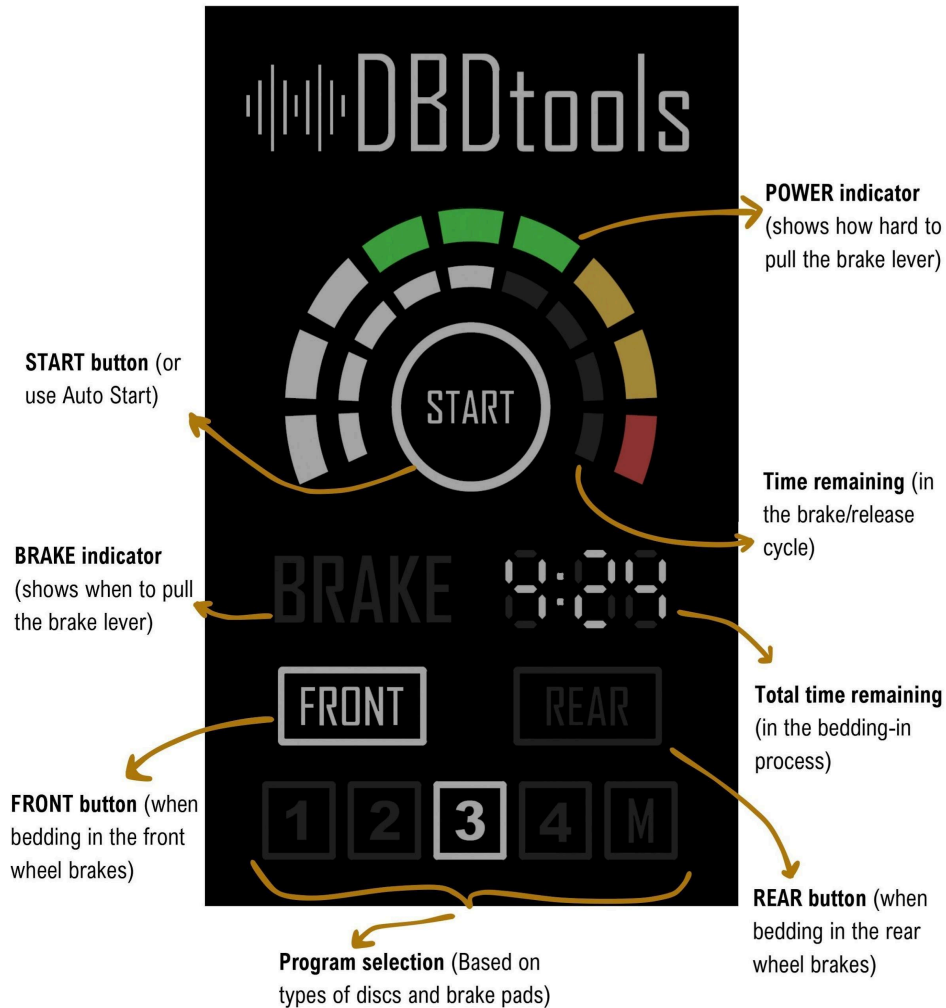 DBDtools
POWER indicator
(shows how hard to
pull the brake lever)
START button (or
use Auto Start)
START
Time remaining (in
the brake/release
cycle)
BRAKE indicator
(shows when to pull
the brake lever)
BRAKE
4:24
Total time remaining
(in the bedding-in
process)
FRONT
REAR
FRONT button (when
bedding in the front
wheel brakes)
1 2 3 4 M
REAR button (when
bedding in the rear
wheel brakes)
Program selection (Based on
types of discs and brake pads)